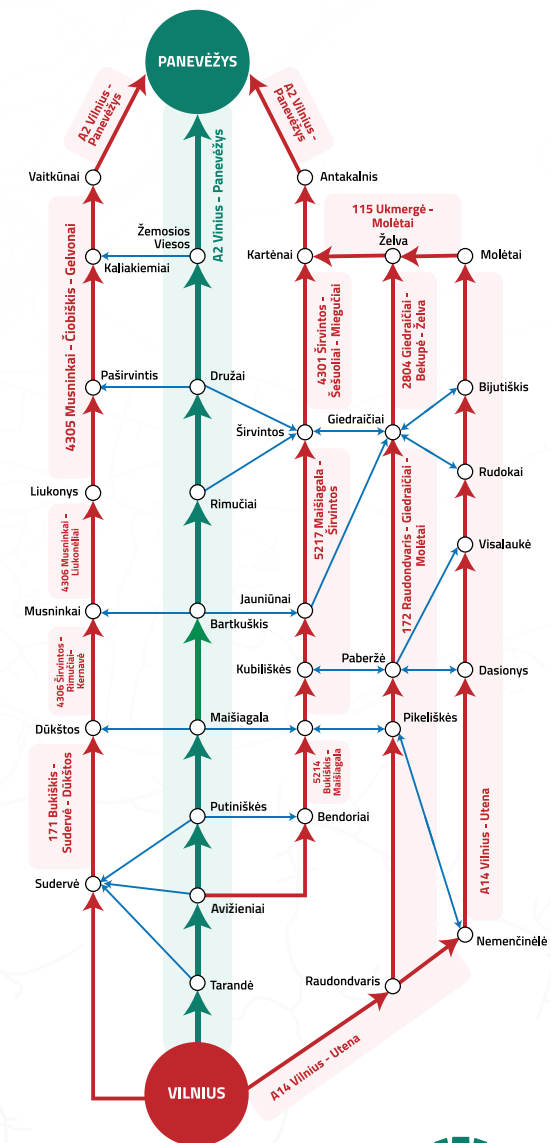 PANEVĖŽYS
A2 Vilnius -
Panevėžys
A2 Vilnius -
Panevėžys
A2 Vinius - Panevėžys
Vaitkūnai
Antakalnis
115 Ukmergė -
Molėtai
Žemosios
Viesos
Kaliakiemiai
Kartėnai
Želva
Molėtai
4305 Musninkai - Čiobiškis - Gelvonai
4301 Širvintos -
Šešuoliai - Miegučiai
2804 Giedraičiai -
Bekupė - Želva
Paširvintis
Družai
Bijutiškis
Širvintos
Giedraičiai
Rudokai
Liukonys
Rimučiai
5217 Maišiagala -
Širvintos
172 Raudondvaris - Giedraičiai -
Molėtai
Visalaukė
4306 Musninkai -
Liukonėliai
Musninkai
Bartkuškis
Jauniūnai
4306 Širvintos -
Rimučiai-
Kernavė
Kubiliškės
Paberžė
Dasionys
Dūkštos
Maišiagala
Pikeliškės
171 Bukiškis -
Sudervė - Dūkštos
5214
Bukiškis -
Maišiagala
Putiniškės
Bendoriai
A14 Vilnius - Utena
Sudervė
Avižieniai
Nemenčinėlė
Tarandė
Raudondvaris
A14 Vilnius - Utena
VILNIUS